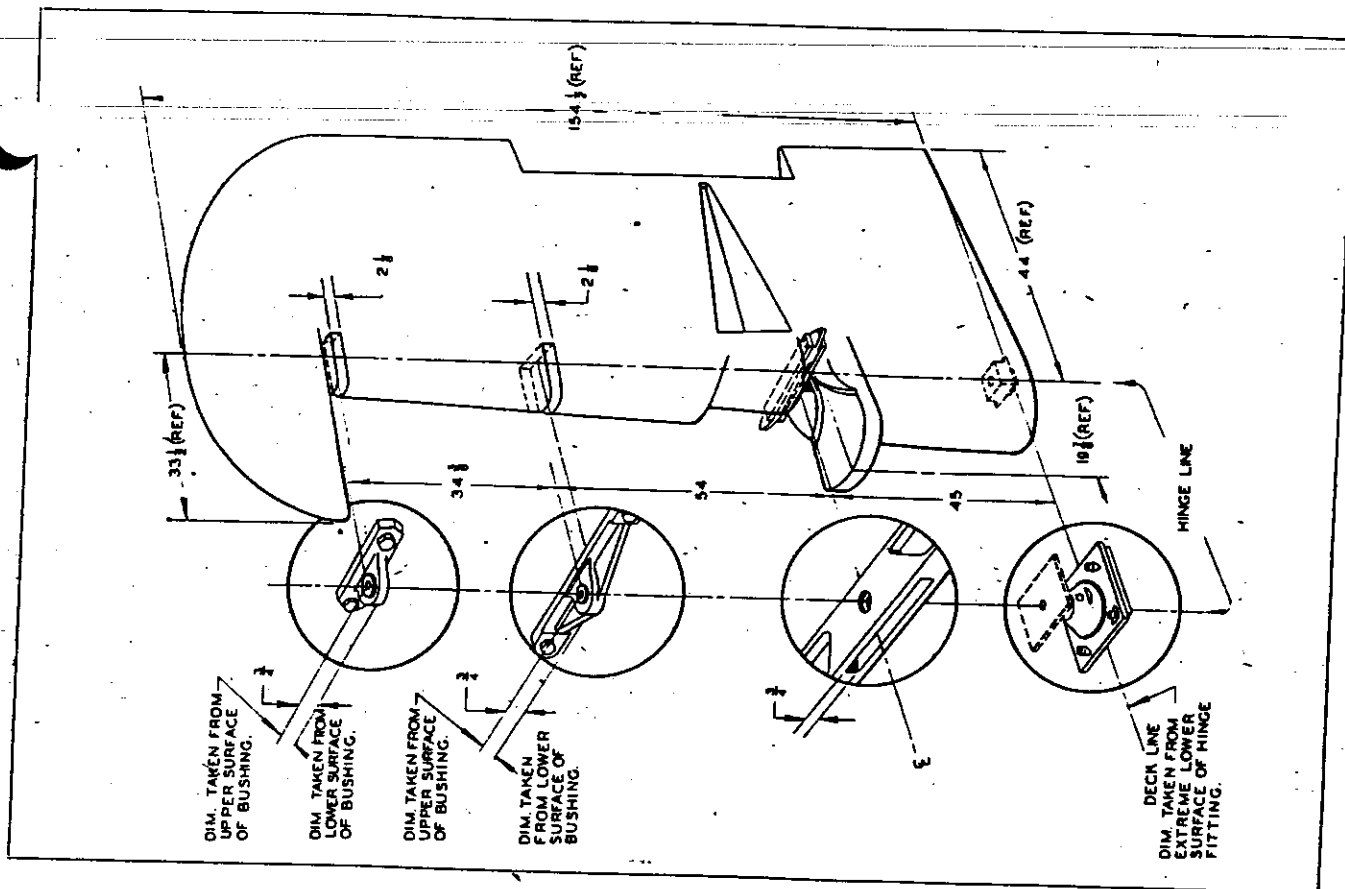 154 1/3 (REF)
2 1/8
2 1/8
33 1/2 (REF)
44 (REF)
19 7/8 (REF)
34 3/8
54
45
HINGE LINE
DIM. TAKEN FROM
UPPER SURFACE
OF BUSHING.
3/4
DIM TAKEN FROM
LOWER SURFACE
OF BUSHING.
DIM. TAKEN FROM
UPPER SURFACE
OF BUSHING.
3/4
DIM. TAKEN
FROM LOWER
SURFACE OF
BUSHING.
3/4
3
DECK LINE
DIM. TAKEN FROM
EXTREME LOWER
SURFACE OF HINGE
FITTING.